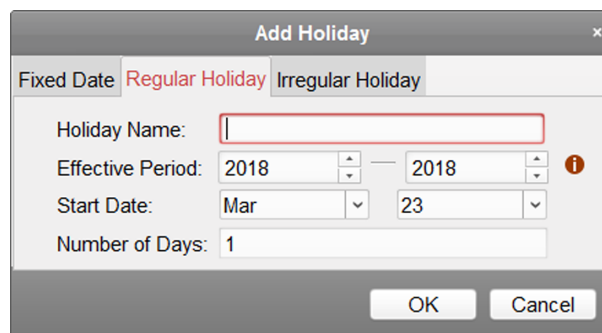 Add Holiday ×
Fixed Date Regular Holiday Irregular Holiday
Holiday Name:
Effective Period: 2018 — 2018
Start Date: Mar 23
Number of Days: 1
OK Cancel